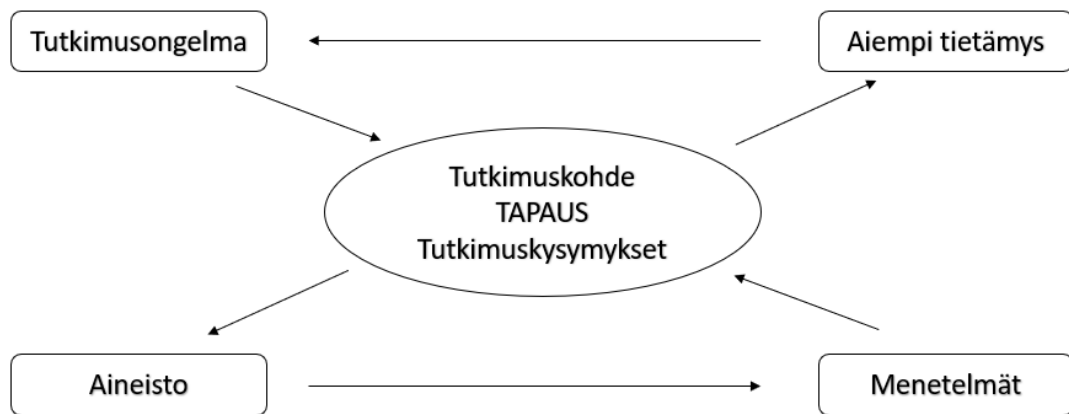 Tutkimusongelma
Aiempi tietämys
Tutkimuskohde
TAPAUS
Tutkimuskysymykset
Aineisto
Menetelmät